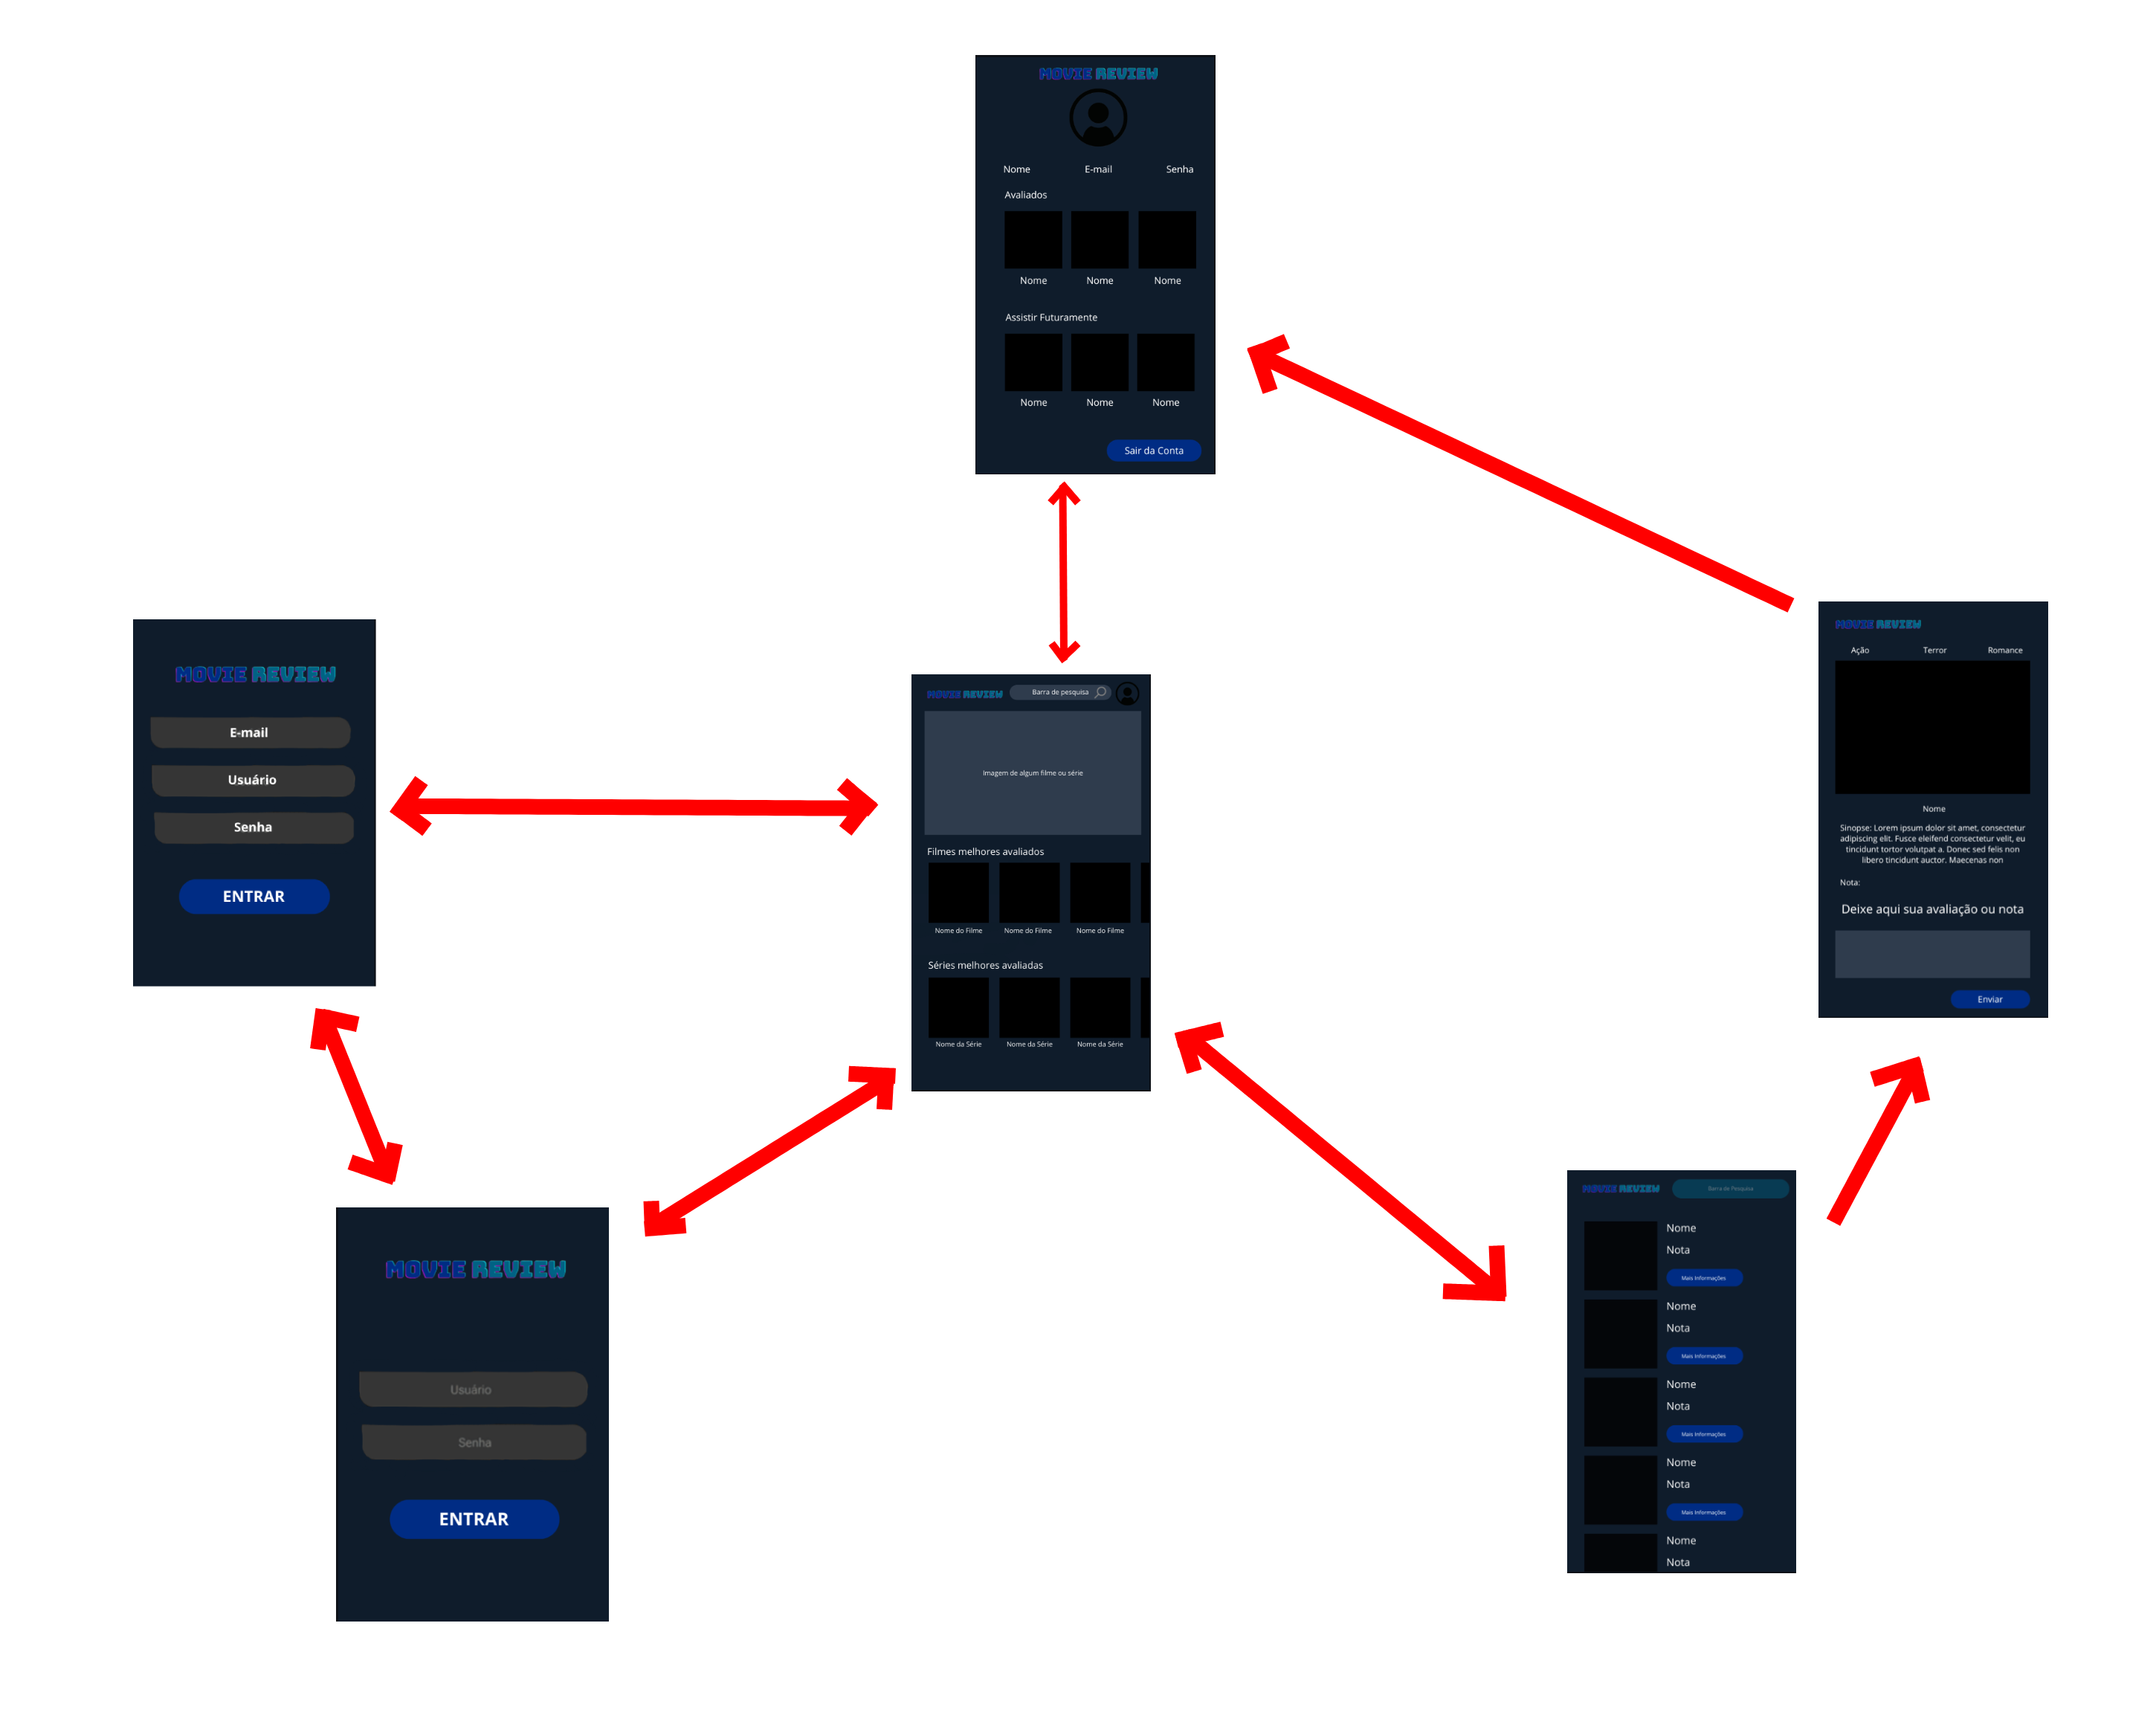 MOVIE REVIEW
Nome E-mail Senha
Avaliados
Nome Nome Nome
Assistir Futuramente
Nome Nome Nome
Sair da Conta
MOVIE REVIEW
E-mail
Usuário
Senha
ENTRAR
MOVIE REVIEW
Barra de pesquisa
Imagem de algum filme ou série
Filmes melhores avaliados
Nome do Filme Nome do Filme Nome do Filme
Séries melhores avaliadas
Nome da Série Nome da Série Nome da Série
MOVIE REVIEW
Ação Terror Romance
Nome
Sinopse: Lorem ipsum dolor sit amet, consectetur
adipiscing elit. Fusce eleifend consectetur velit, eu
tincidunt tortor volutpat a. Donec sed felis non
libero tincidunt auctor. Maecenas non
Nota:
Deixe aqui sua avaliação ou nota
Enviar
MOVIE REVIEW
Usuário
Senha
ENTRAR
MOVIE REVIEW
Barra de Pesquisa
Nome
Nota
Mais Informações
Nome
Nota
Mais Informações
Nome
Nota
Mais Informações
Nome
Nota
Mais Informações
Nome
Nota